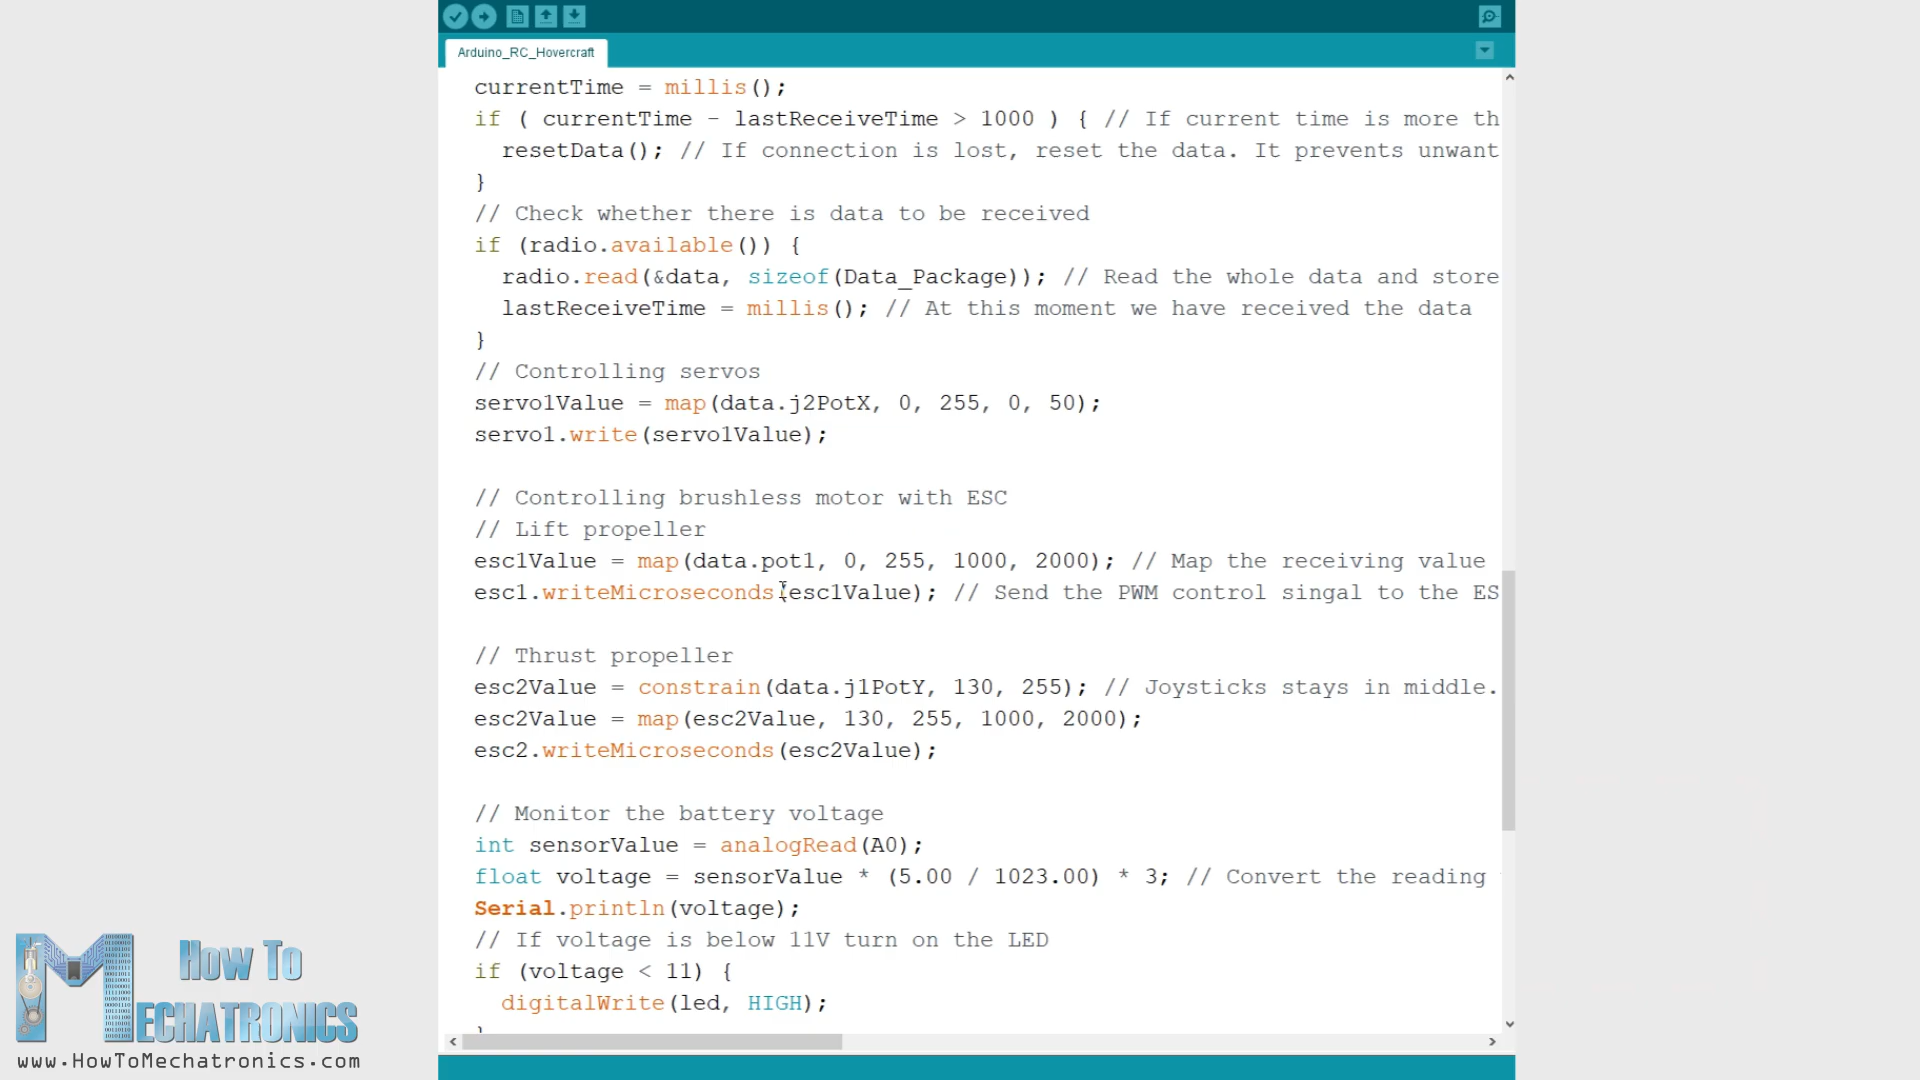 Arduino_RC_Hovercraft
currentTime = millis();
if ( currentTime - lastReceiveTime > 1000 ) { // If current time is more th
resetData(); // If connection is lost, reset the data. It prevents unwant
}
// Check whether there is data to be received
if (radio.available()) {
radio.read(&data, sizeof(Data_Package)); // Read the whole data and store
lastReceiveTime = millis(); // At this moment we have received the data
}
// Controlling servos
servo1Value = map(data.j2PotX, 0, 255, 0, 50);
servo1.write(servo1Value);
// Controlling brushless motor with ESC
// Lift propeller
esc1Value = map(data.pot1, 0, 255, 1000, 2000); // Map the receiving value
esc1.writeMicroseconds(esc1Value); // Send the PWM control singal to the ES
// Thrust propeller
esc2Value = constrain(data.j1PotY, 130, 255); // Joysticks stays in middle.
esc2Value = map(esc2Value, 130, 255, 1000, 2000);
esc2.writeMicroseconds(esc2Value);
// Monitor the battery voltage
int sensorValue = analogRead(A0);
float voltage = sensorValue * (5.00 / 1023.00) * 3; // Convert the reading
Serial.println(voltage);
// If voltage is below 11V turn on the LED
if (voltage < 11) {
digitalWrite(led, HIGH);
}
How To
MECHATRONICS
www.HowToMechatronics.com